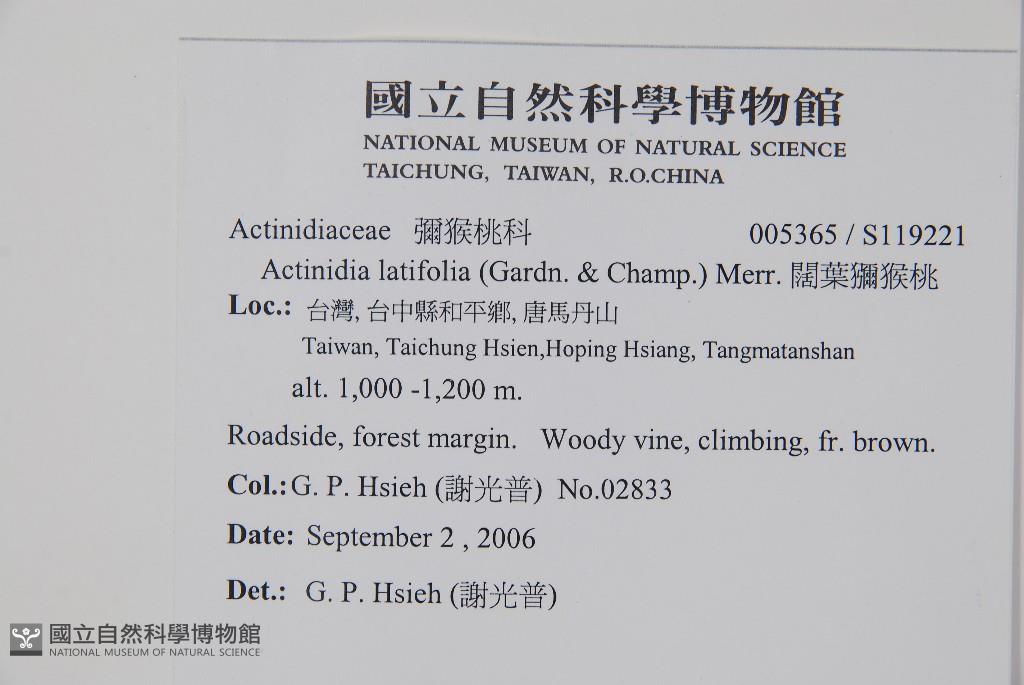 國立自然科學博物館
NATIONAL MUSEUM OF NATURAL SCIENCE
TAICHUNG, TAIWAN, R.O.CHINA
Actinidiaceae 彌猴桃科 005365 / S119221
Actinidia latifolia (Gardn. & Champ.) Merr. 闊葉獼猴桃
Loc.: 台灣, 台中縣和平鄉, 唐馬丹山
Taiwan, Taichung Hsien,Hoping Hsiang, Tangmatanshan
alt. 1,000 -1,200 m.
Roadside, forest margin. Woody vine, climbing, fr. brown.
Col.: G. P. Hsieh (謝光普) No.02833
Date: September 2 , 2006
Det.: G. P. Hsieh (謝光普)
國立自然科學博物館
NATIONAL MUSEUM OF NATURAL SCIENCE